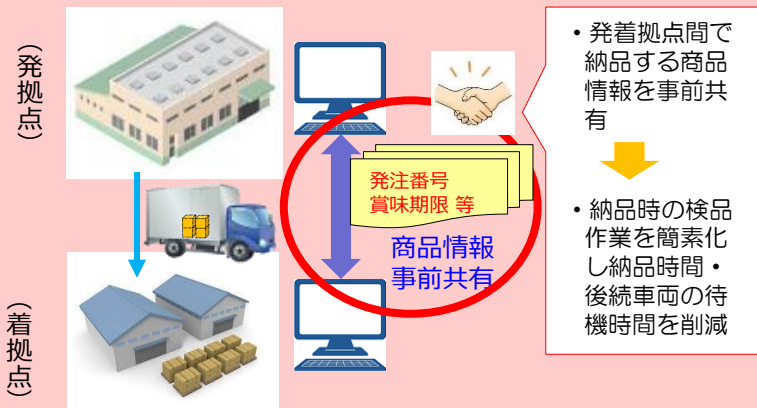 （発拠点）
発注番号
賞味期限 等
商品情報
事前共有
（着拠点）
・発着拠点間で
納品する商品
情報を事前共
有
・納品時の検品
作業を簡素化
し納品時間・
後続車両の待
機時間を削減